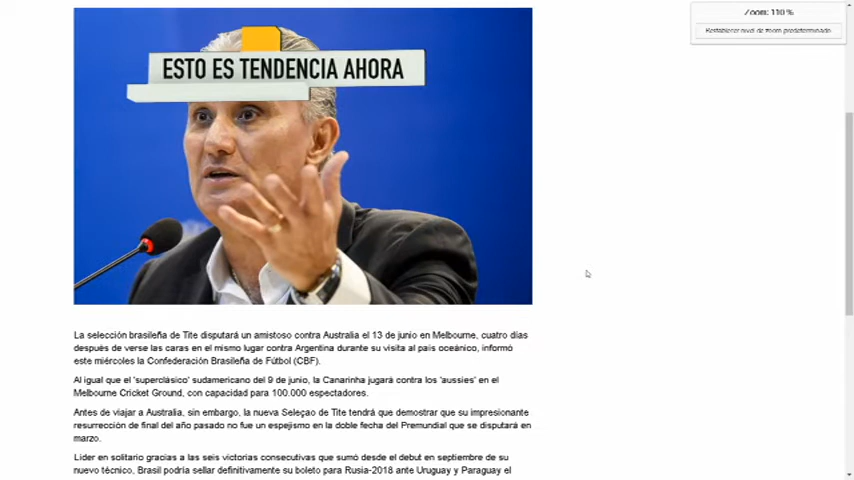 Zoom: 110 %
Restablecer nivel de zoom predeterminado
ESTO ES TENDENCIA AHORA
La selección brasileña de Tite disputará un amistoso contra Australia el 13 de junio en Melbourne, cuatro días
después de verse las caras en el mismo lugar contra Argentina durante su visita al país oceánico, informó
este miércoles la Confederación Brasileña de Fútbol (CBF).
Al igual que el 'superclásico' sudamericano del 9 de junio, la Canarinha jugará contra los 'aussies' en el
Melbourne Cricket Ground, con capacidad para 100.000 espectadores.
Antes de viajar a Australia, sin embargo, la nueva Seleçao de Tite tendrá que demostrar que su impresionante
resurrección de final del año pasado no fue un espejismo en la doble fecha del Premundial que se disputará en
marzo.
Líder en solitario gracias a las seis victorias consecutivas que sumó desde el debut en septiembre de su
nuevo técnico, Brasil podría sellar definitivamente su boleto para Rusia-2018 ante Uruguay y Paraguay el